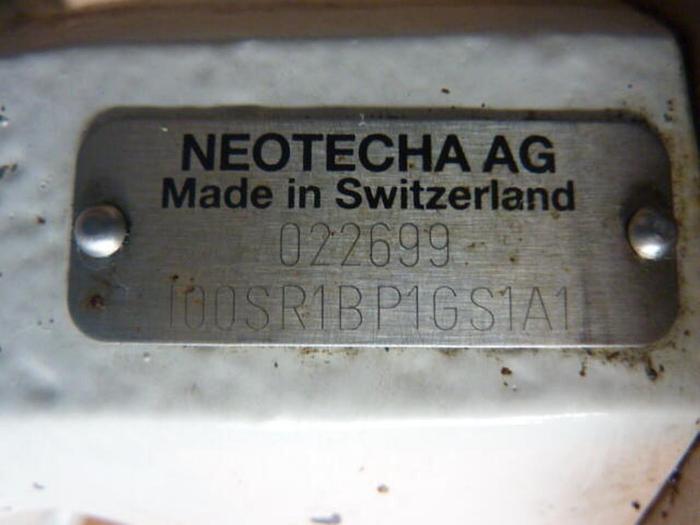 NEOTECHA AG
Made in Switzerland
022699
100SR1BP1GS1A1